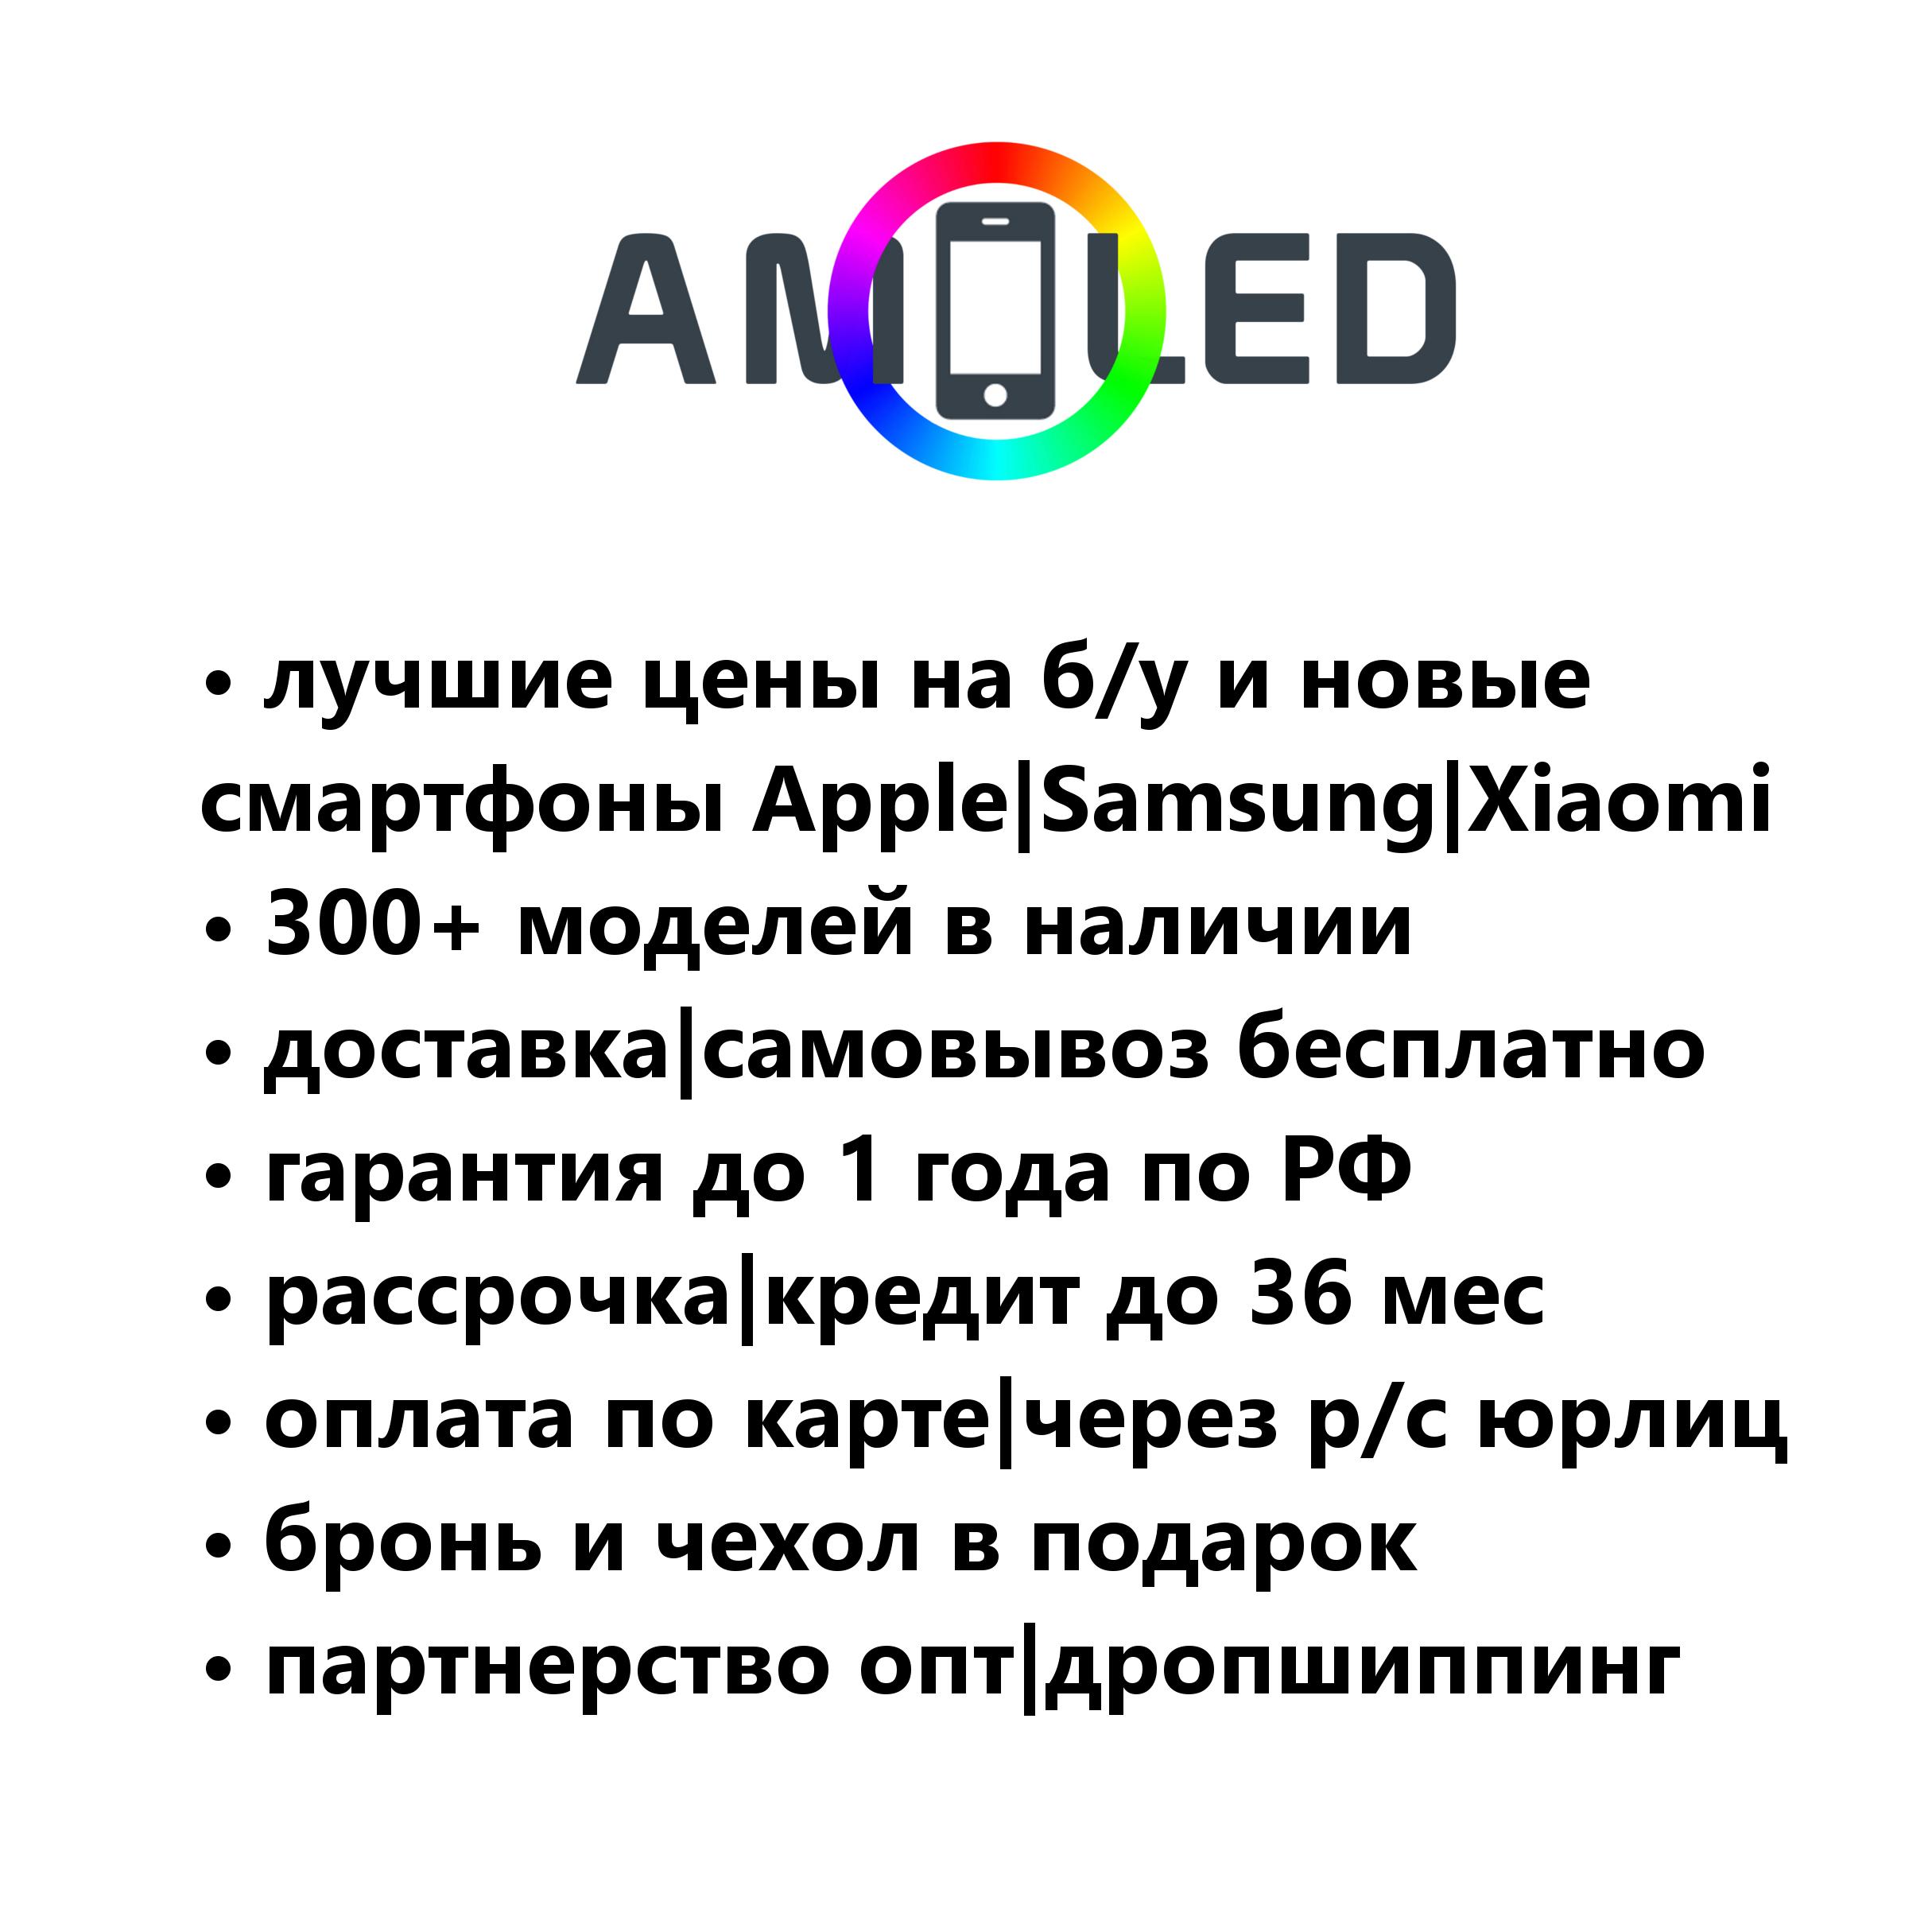 AMOLED
• лучшие цены на б/у и новые
смартфоны Apple|Samsung|Xiaomi
• 300+ моделей в наличии
• доставка|самовывоз бесплатно
• гарантия до 1 года по РФ
• рассрочка|кредит до 36 мес
• оплата по карте|через р/с юрлиц
• бронь и чехол в подарок
• партнерство опт|дропшиппинг